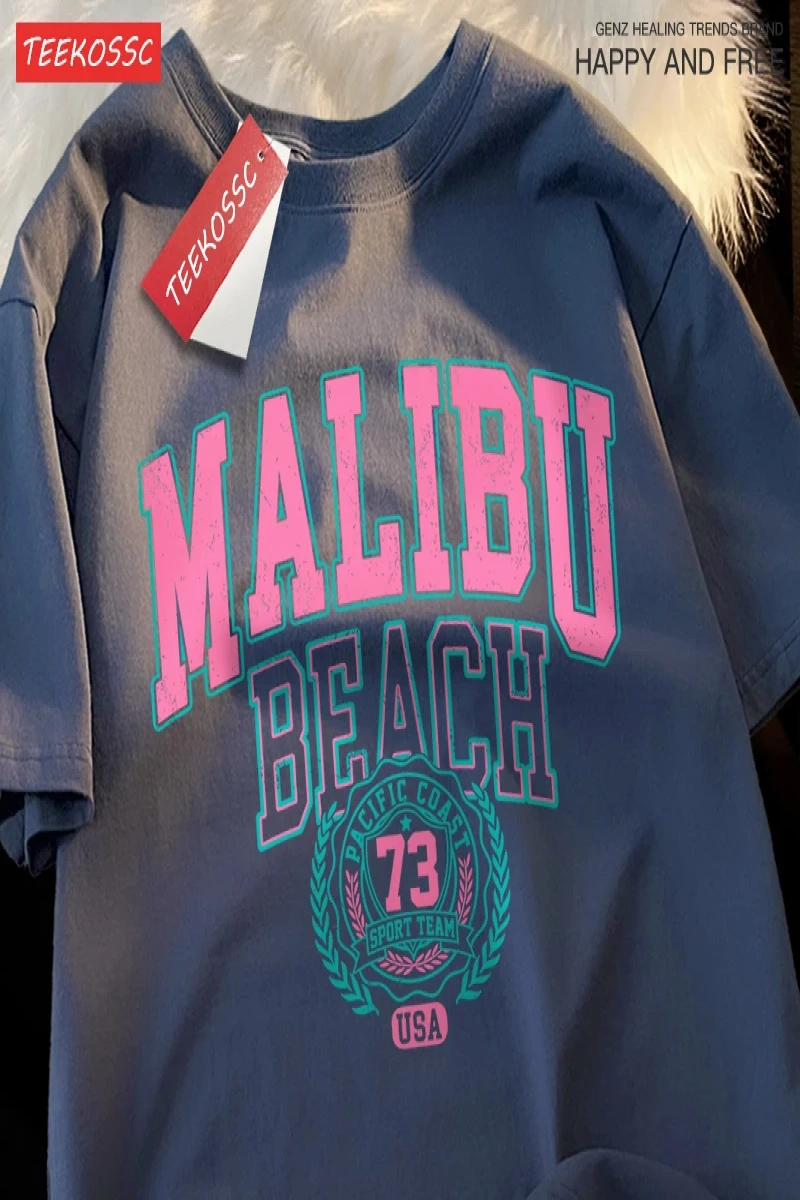 TEEKOSSC
GENZ HEALING TRENDS BRAND
HAPPY AND FREE
TEEKOSSC
MALIBU
BEACH
PACIFIC COAST
73
SPORT TEAM
USA